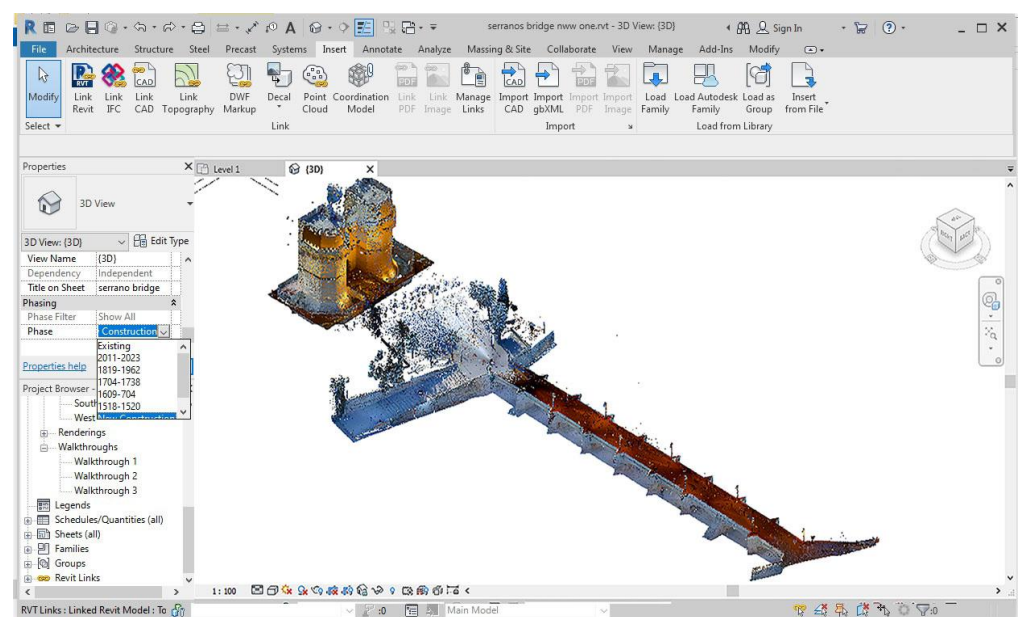 serranos bridge nww one.rvt - 3D View: {3D}
Sign In
File Architecture Structure Steel Precast Systems Insert Annotate Analyze Massing & Site Collaborate View Manage Add-Ins Modify
Modify
Link Revit
Link IFC
Link CAD
Link Topography
DWF Markup
Decal
Point Cloud
Coordination Model
Link PDF
Link Image
Manage Links
Import CAD
Import gbXML
Import PDF
Import Image
Load Family
Load Autodesk Family
Load as Group
Insert from File
Select
Link
Import
Load from Library
Properties
X
Level 1
{3D}
X
3D View
3D View: {3D}
Edit Type
View Name {3D}
Dependency Independent
Title on Sheet serrano bridge
Phasing
Phase Filter Show All
Phase Construction
Existing
2011-2023
1819-1962
1704-1738
1609-704
1518-1520
New Construction
Properties help
Project Browser -
South
West
Renderings
Walkthroughs
Walkthrough 1
Walkthrough 2
Walkthrough 3
Legends
Schedules/Quantities (all)
Sheets (all)
Families
Groups
Revit Links
1 : 100
RVT Links : Linked Revit Model : To
:0
Main Model
:0